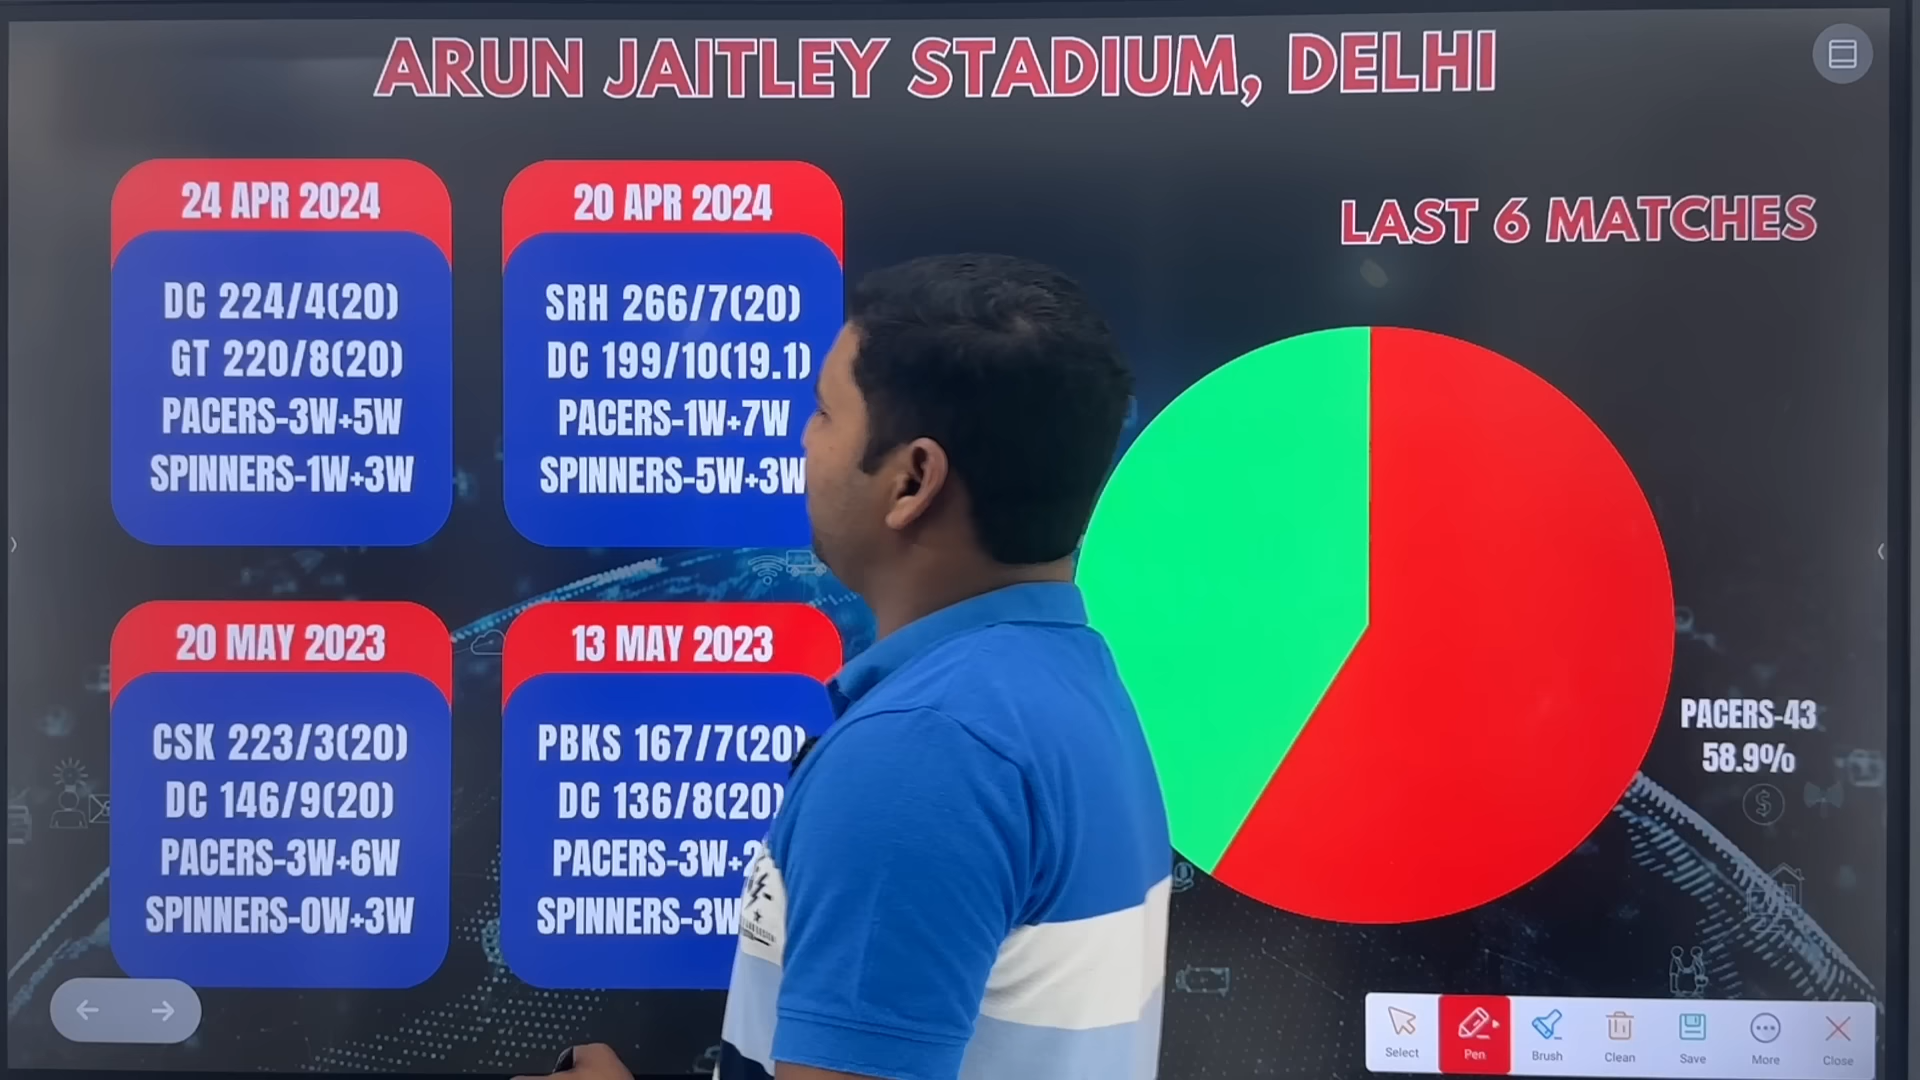 ARUN JAITLEY STADIUM, DELHI
24 APR 2024
DC 224/4(20)
GT 220/8(20)
PACERS-3W+5W
SPINNERS-1W+3W
20 APR 2024
SRH 266/7(20)
DC 199/10(19.1)
PACERS-1W+7W
SPINNERS-5W+3W
20 MAY 2023
CSK 223/3(20)
DC 146/9(20)
PACERS-3W+6W
SPINNERS-0W+3W
13 MAY 2023
PBKS 167/7(20)
DC 136/8(20)
PACERS-3W+
SPINNERS-3W
LAST 6 MATCHES
PACERS-43
58.9%
Select
Pen
Brush
Clean
Save
More
Close